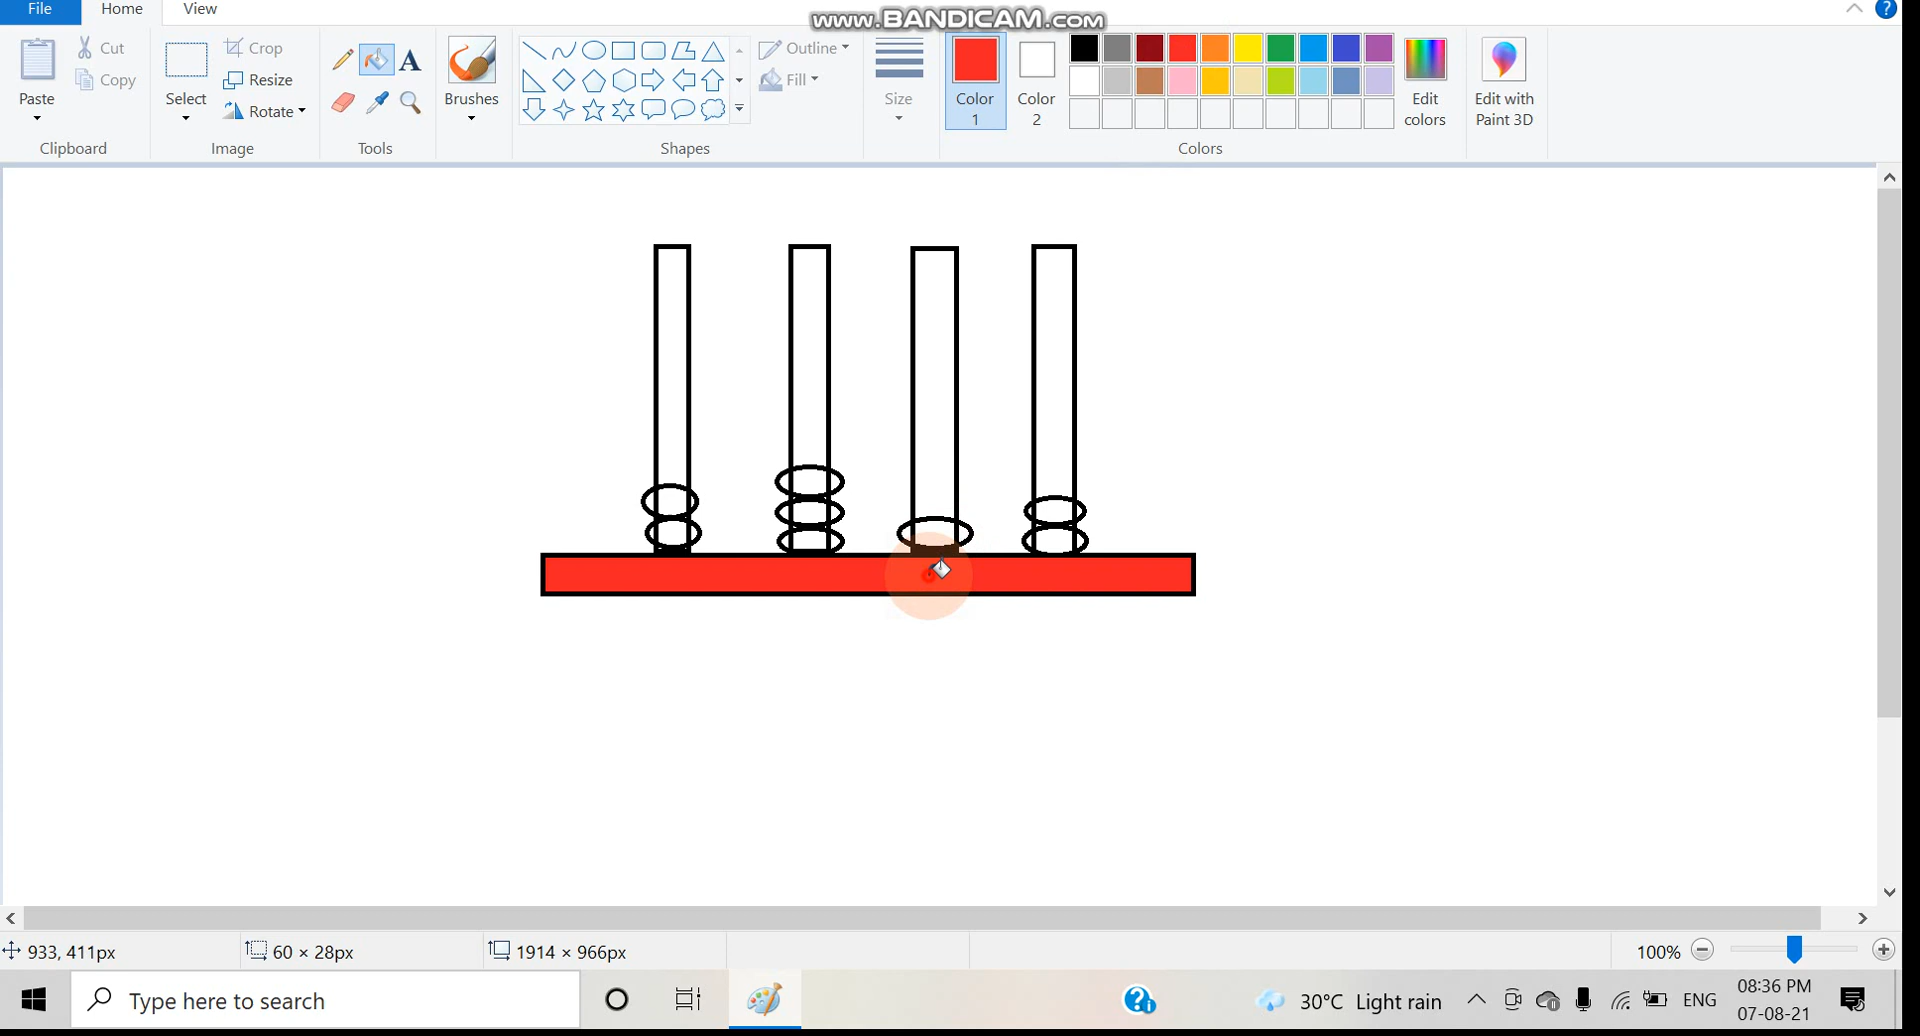 www.BANDICAM.com
File Home View
Paste
Cut
Copy
Clipboard
Select
Crop
Resize
Rotate
Image
A
Tools
Brushes
Outline
Fill
Shapes
Size
Color 1
Color 2
Colors
Edit colors
Edit with Paint 3D
?
933, 411px
60 × 28px
1914 × 966px
100%
Type here to search
30°C Light rain
ENG
08:36 PM
07-08-21